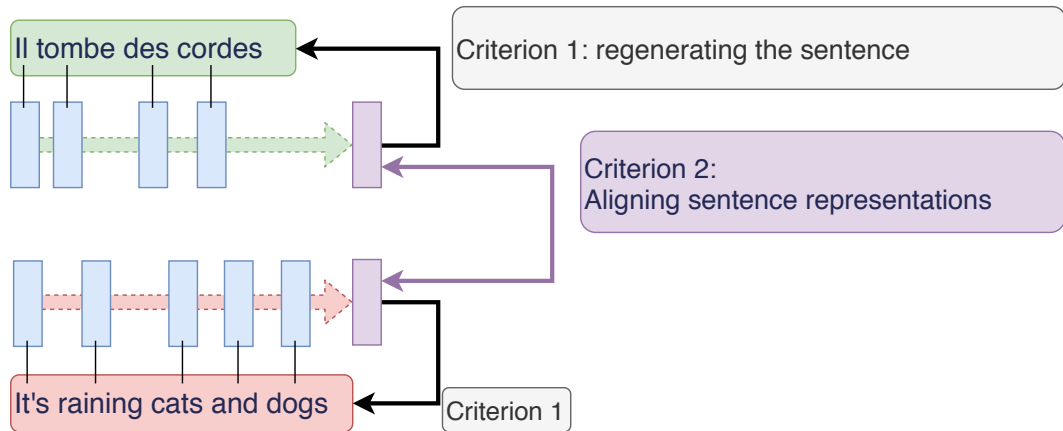 Il tombe des cordes
Criterion 1: regenerating the sentence
Criterion 2:
Aligning sentence representations
It's raining cats and dogs
Criterion 1